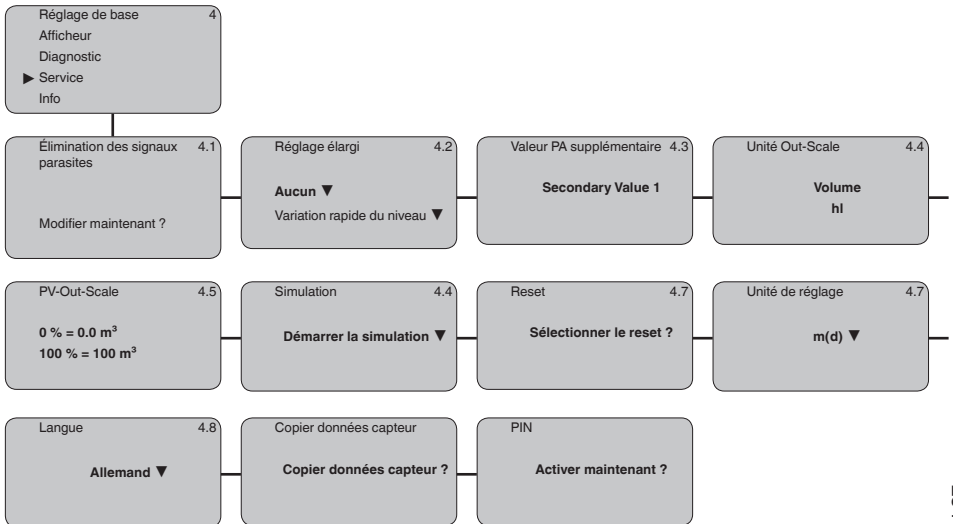 Réglage de base 4
Afficheur
Diagnostic
▶ Service
Info
Élimination des signaux 4.1
parasites
Modifier maintenant ?
Réglage élargi 4.2
Aucun ▼
Variation rapide du niveau ▼
Valeur PA supplémentaire 4.3
Secondary Value 1
Unité Out-Scale 4.4
Volume
hl
PV-Out-Scale 4.5
0 % = 0.0 m³
100 % = 100 m³
Simulation 4.4
Démarrer la simulation ▼
Reset 4.7
Sélectionner le reset ?
Unité de réglage 4.7
m(d) ▼
Langue 4.8
Allemand ▼
Copier données capteur
Copier données capteur ?
PIN
Activer maintenant ?